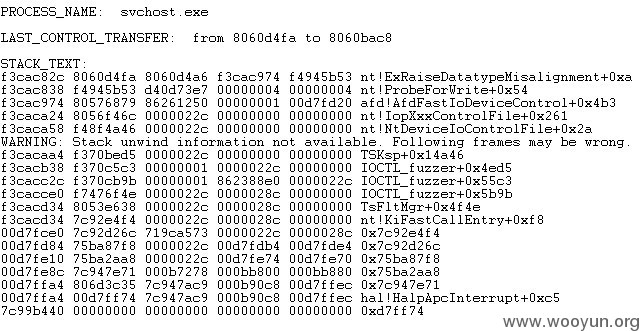 PROCESS_NAME:  svchost.exe
LAST_CONTROL_TRANSFER:  from 8060d4fa to 8060bac8
STACK_TEXT:
f3cac82c 8060d4fa 8060d4a6 f3cac974 f4945b53 nt!ExRaiseDatatypeMisalignment+0xa
f3cac838 f4945b53 d40d73e7 00000004 00000004 nt!ProbeForWrite+0x54
f3cac974 80576879 86261250 00000001 00d7fd20 afd!AfdFastIoDeviceControl+0x4b3
f3caca24 8056f46c 0000022c 00000000 00000000 nt!IopXxxControlFile+0x261
f3caca58 f48f4a46 0000022c 00000000 00000000 nt!NtDeviceIoControlFile+0x2a
WARNING: Stack unwind information not available. Following frames may be wrong.
f3cacaa4 f370bed5 0000022c 00000000 00000000 TSKsp+0x14a46
f3cacb38 f370c5c3 00000001 0000022c 00000000 IOCTL_fuzzer+0x4ed5
f3cacc2c f370cb9b 00000001 862388e0 0000022c IOCTL_fuzzer+0x55c3
f3cacce0 f7476f4e 0000022c 0000028c 00000000 IOCTL_fuzzer+0x5b9b
f3cacd34 8053e638 0000022c 0000028c 00000000 TsFltMgr+0x4f4e
f3cacd34 7c92e4f4 0000022c 0000028c 00000000 nt!KiFastCallEntry+0xf8
00d7fce0 7c92d26c 719ca573 0000022c 0000028c 0x7c92e4f4
00d7fd84 75ba87f8 0000022c 00d7fdb4 00d7fde4 0x7c92d26c
00d7fe10 75ba2aa8 0000022c 00d7fe74 00d7fe70 0x75ba87f8
00d7fe8c 7c947e71 000b7278 000bb800 000bb880 0x75ba2aa8
00d7ffa4 806d3c35 7c947ac9 000b90c8 00d7ffec 0x7c947e71
00d7ffa4 00d7ff74 7c947ac9 000b90c8 00d7ffec hal!HalpApcInterrupt+0xc5
7c99b440 00000000 00000000 00000000 00000000 0xd7ff74
www.wooyun.org